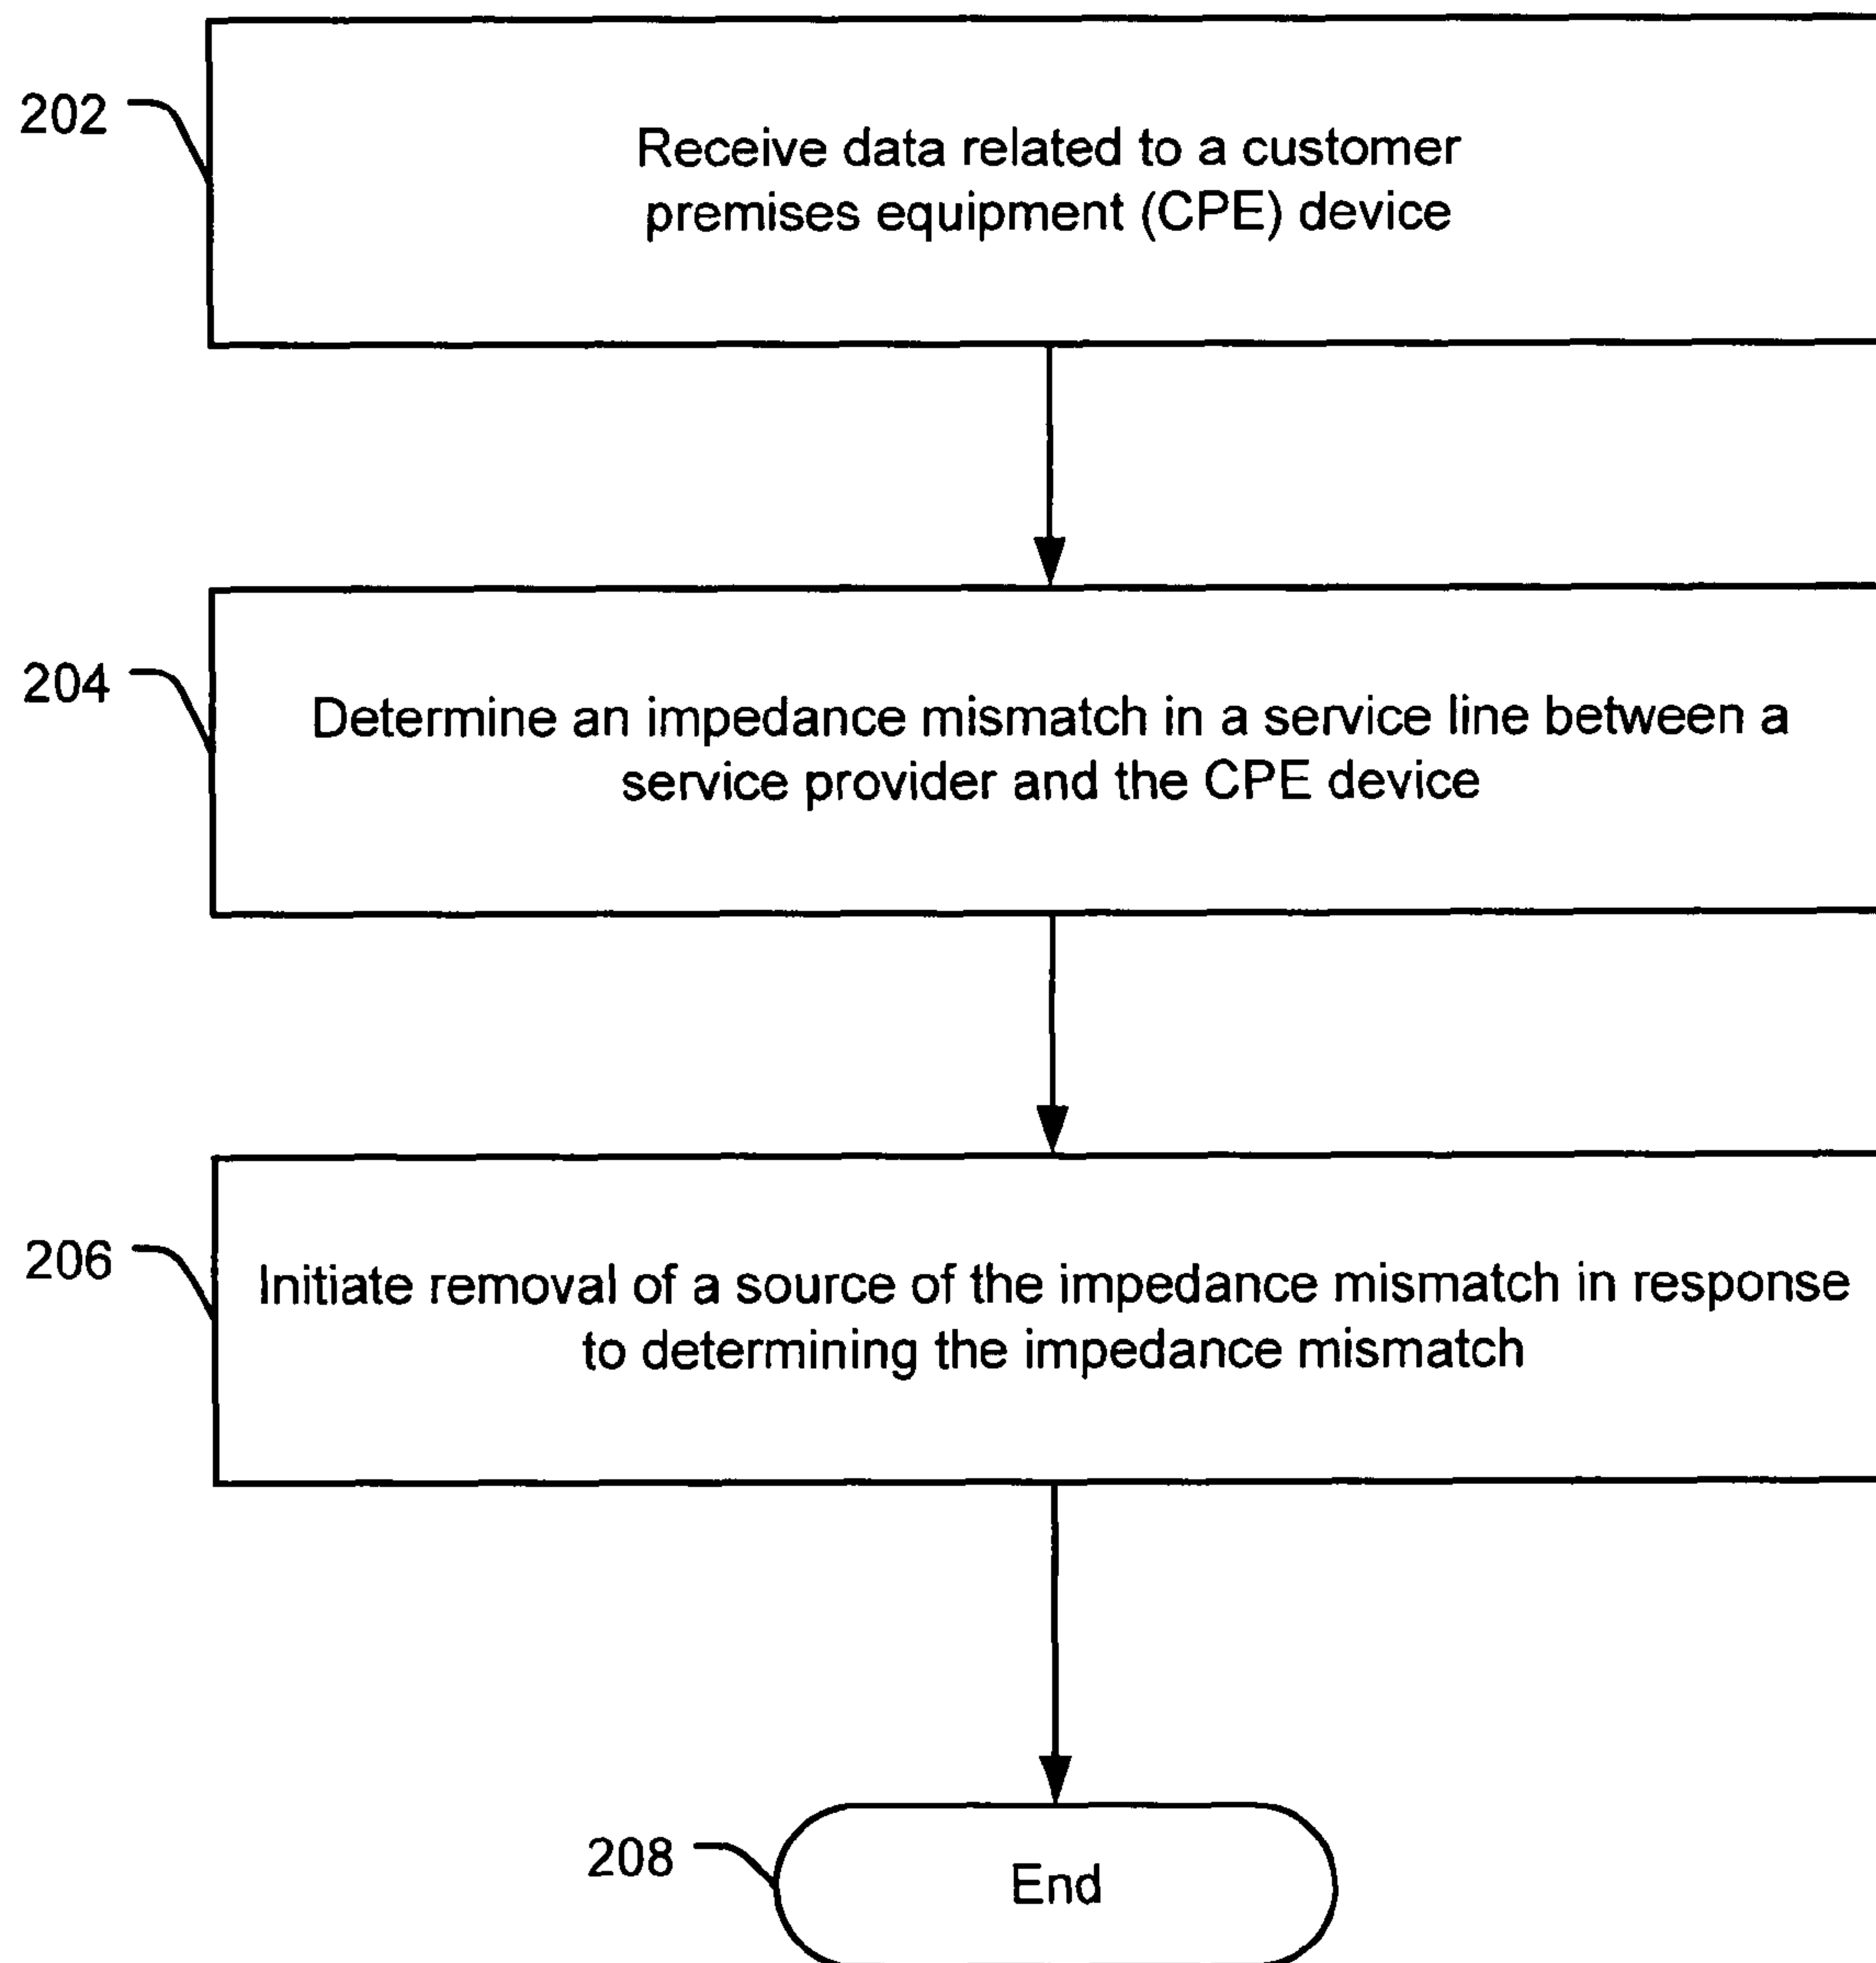 202
Receive data related to a customer
premises equipment (CPE) device
204
Determine an impedance mismatch in a service line between a
service provider and the CPE device
206
Initiate removal of a source of the impedance mismatch in response
to determining the impedance mismatch
208
End